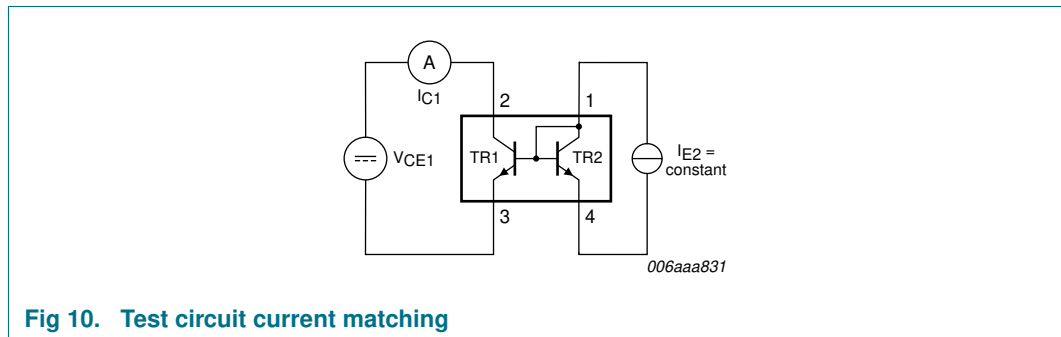 A
IC1
2
1
VCE1
TR1
TR2
IE2 =
constant
3
4
006aaa831
Fig 10. Test circuit current matching